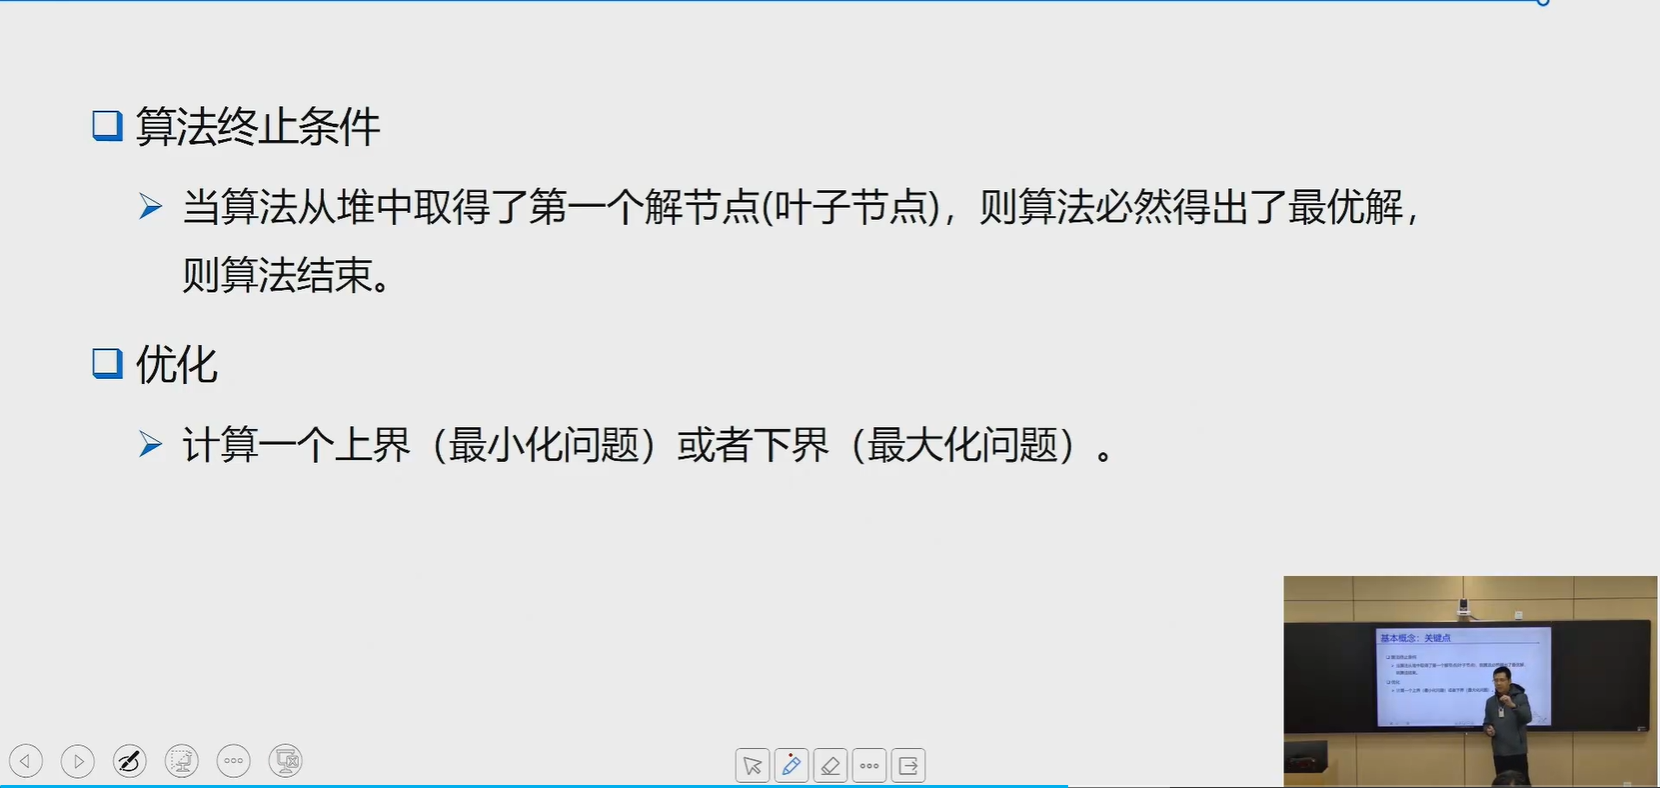 算法终止条件
当算法从堆中取得了第一个解节点(叶子节点)，则算法必然得出了最优解，
则算法结束。
优化
计算一个上界（最小化问题）或者下界（最大化问题）。
基本概念：关键点